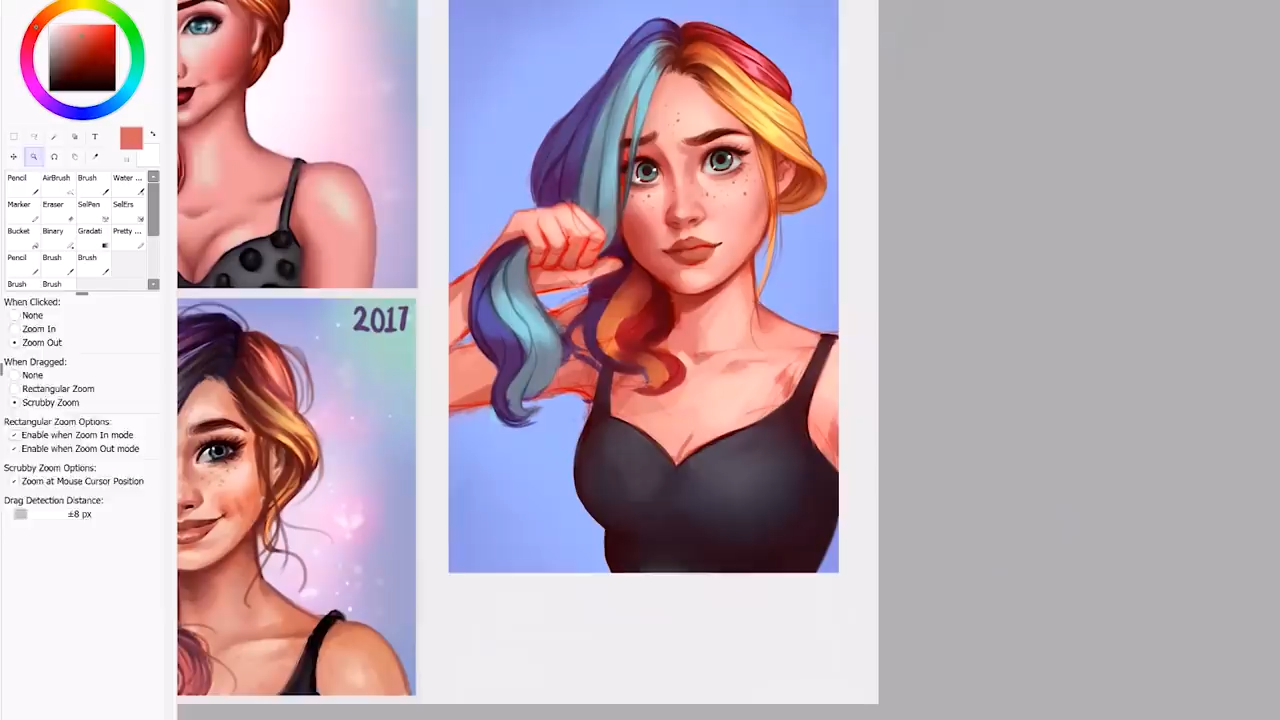 T
Pencil AirBrush Brush Water ...
Marker Eraser SelPen SelErs
Bucket Binary Gradati Pretty ...
Pencil Brush Brush
Brush Brush
When Clicked:
None
Zoom In
Zoom Out
When Dragged:
None
Rectangular Zoom
Scrubby Zoom
Rectangular Zoom Options:
Enable when Zoom In mode
Enable when Zoom Out mode
Scrubby Zoom Options:
Zoom at Mouse Cursor Position
Drag Detection Distance:
±8 px
2017